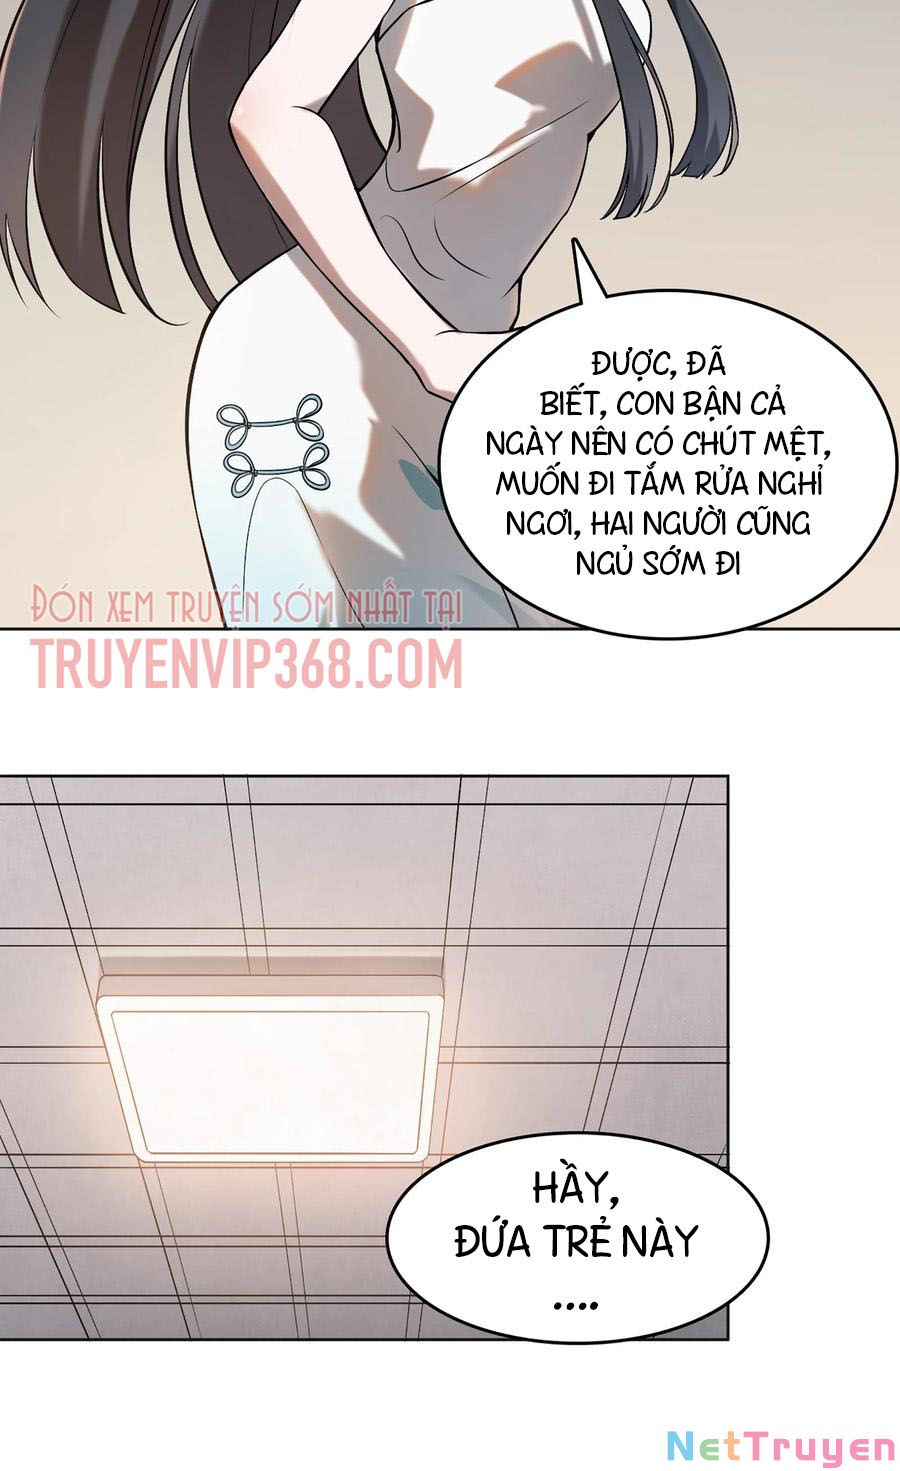 ĐƯỢC, ĐÃ
BIẾT, CON BẬN CẢ
NGÀY NÊN CÓ CHÚT MỆT,
MUỐN ĐI TẮM RỬA NGHỈ
NGƠI, HAI NGƯỜI CŨNG
NGỦ SỚM ĐI
ĐÓN XEM TRUYỆN SỚM NHẤT TẠI
TRUYENVIP368.COM
HẦY,
ĐỨA TRẺ NÀY
....
NetTruyen